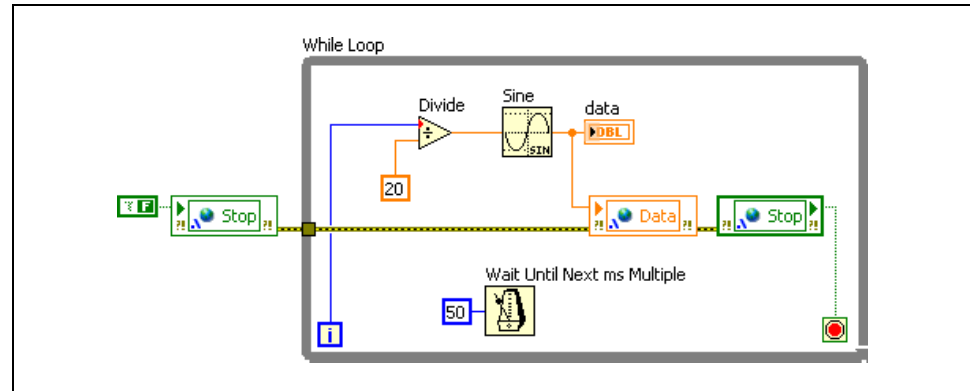 While Loop
Divide
Sine
data
SIN
DBL
20
F
Stop
?!
?!
Data
?!
?!
Stop
?!
?!
Wait Until Next ms Multiple
50
i